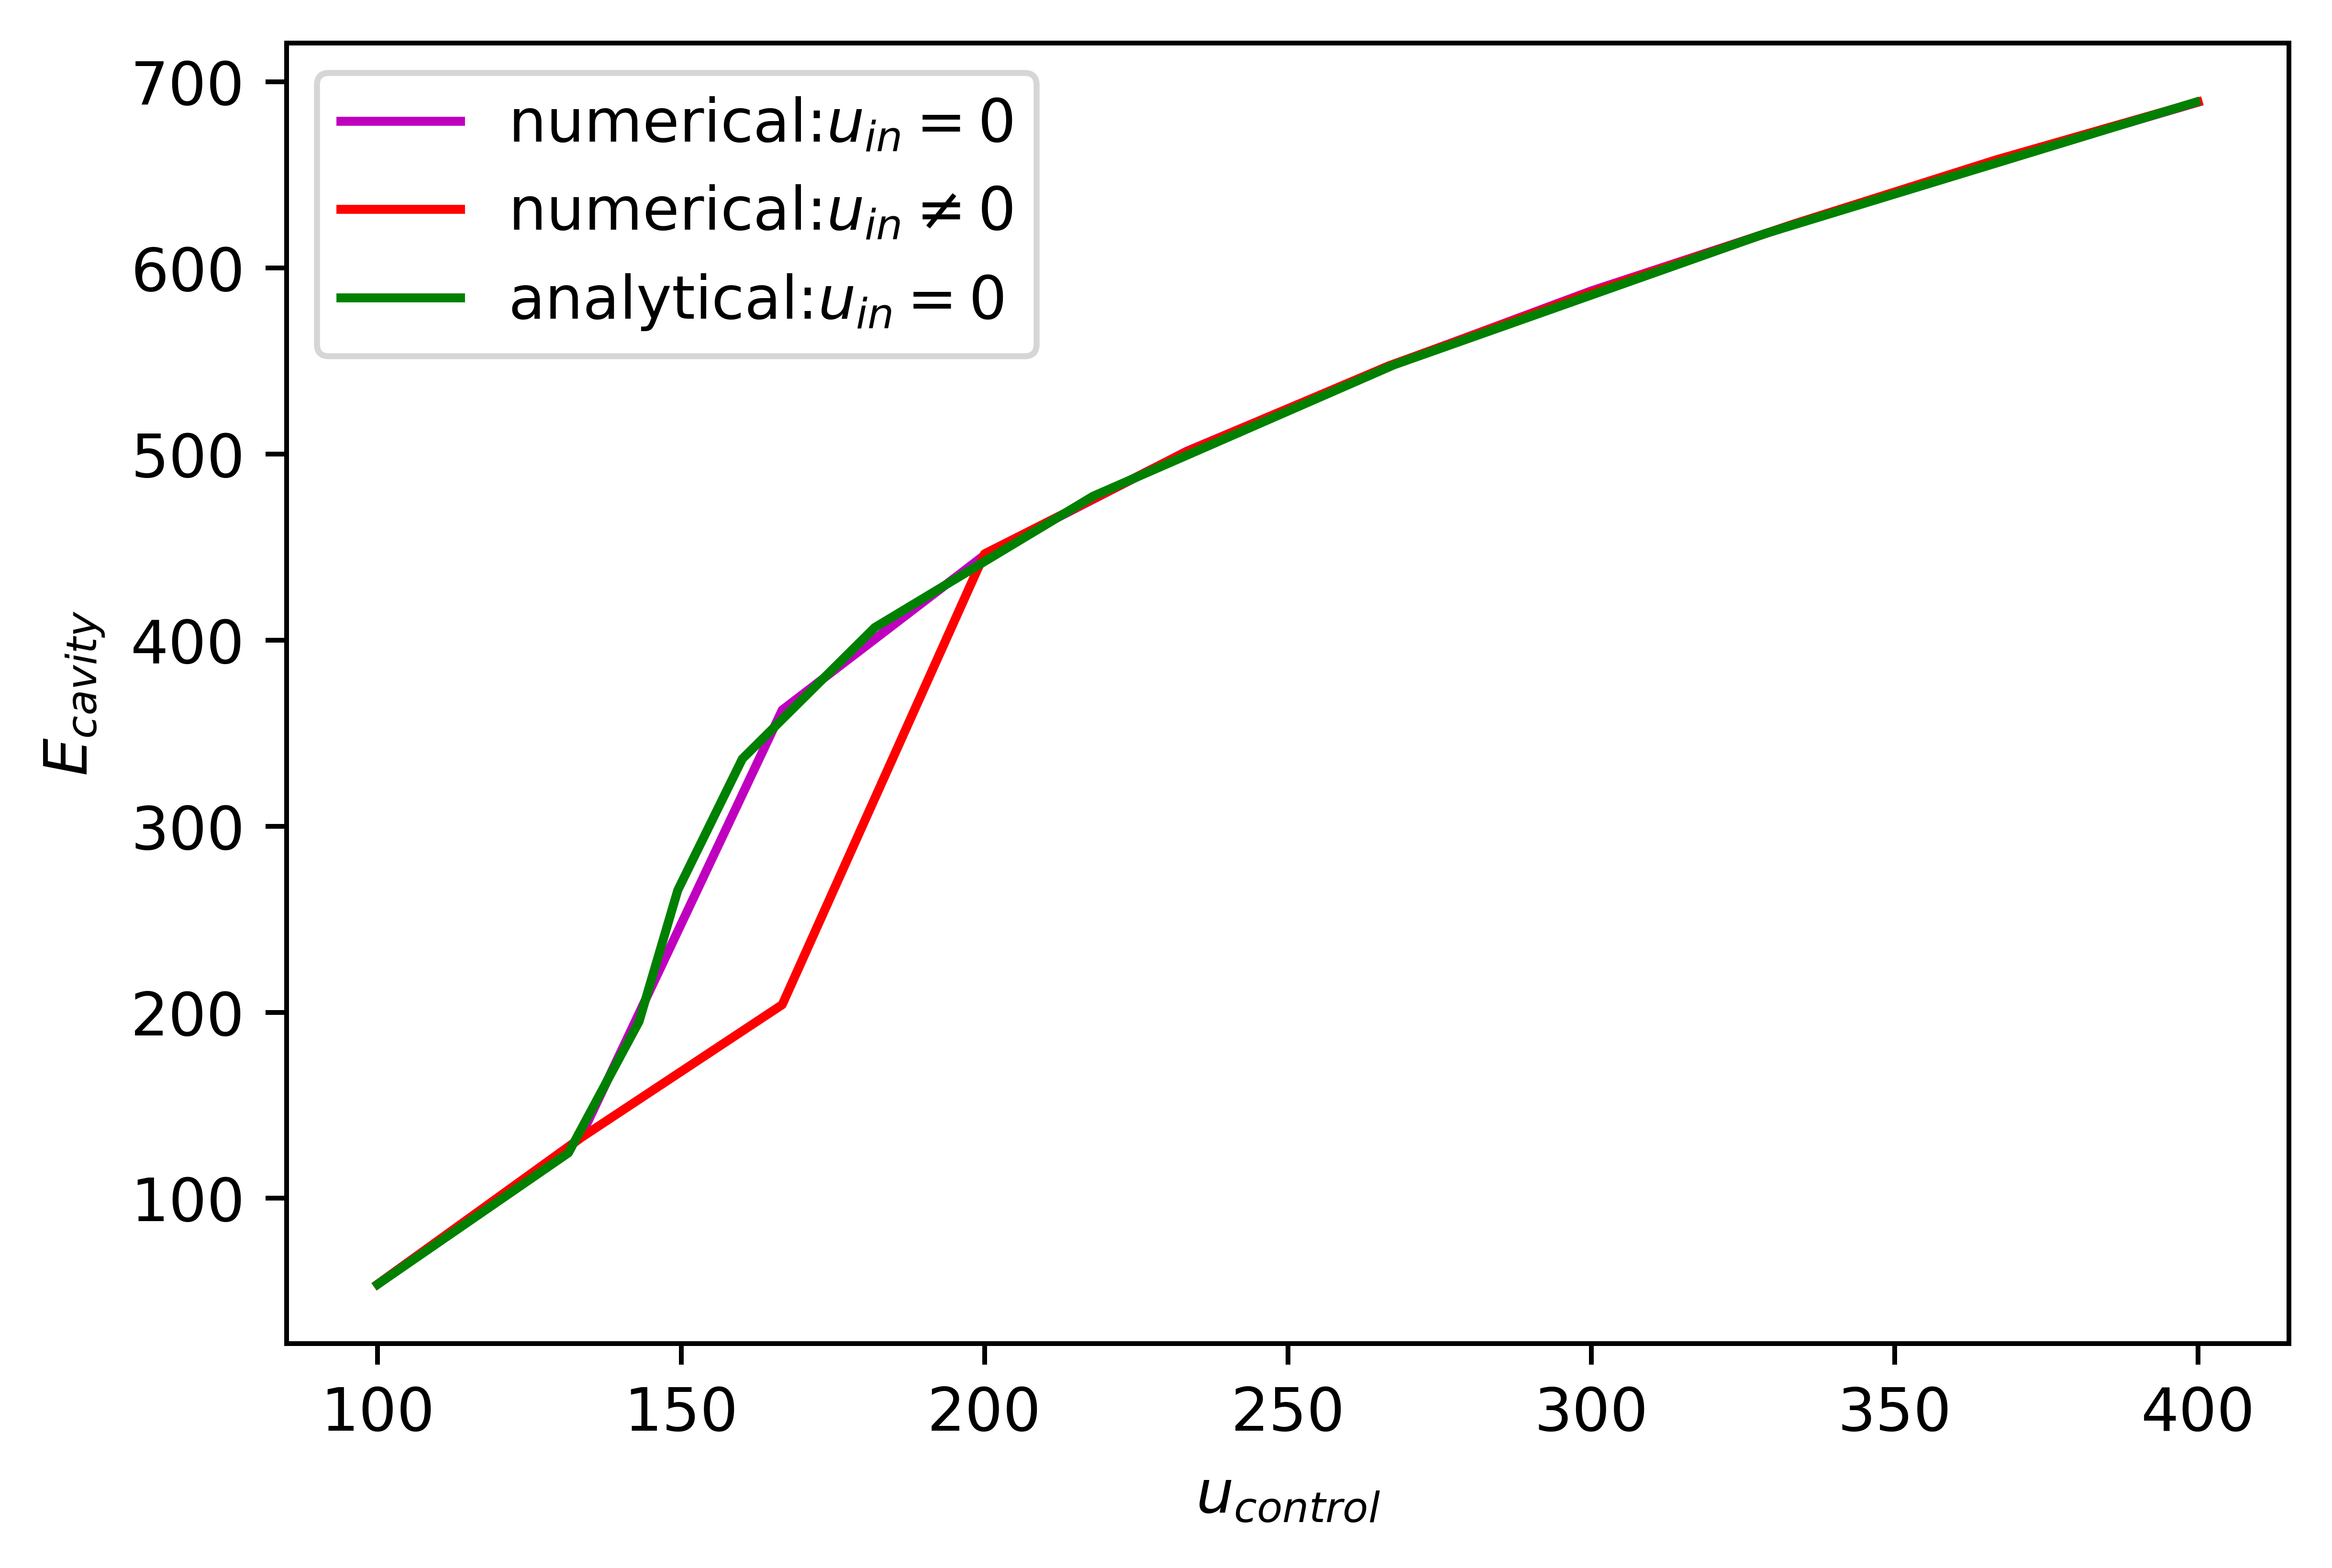 numerical:u_in = 0
numerical:u_in ≠ 0
analytical:u_in = 0
700
600
500
400
300
200
100
E_cavity
100 150 200 250 300 350 400
u_control